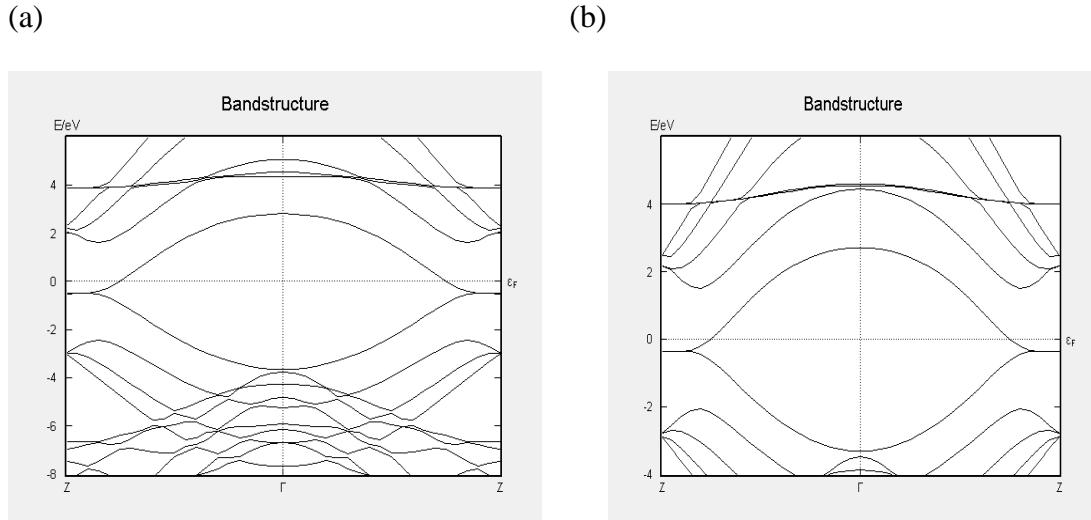 (a)
(b)
Bandstructure
E/eV
4
2
0
-2
-4
-6
-8
εF
Z
Γ
Z
Bandstructure
E/eV
4
2
0
-2
-4
εF
Z
Γ
Z